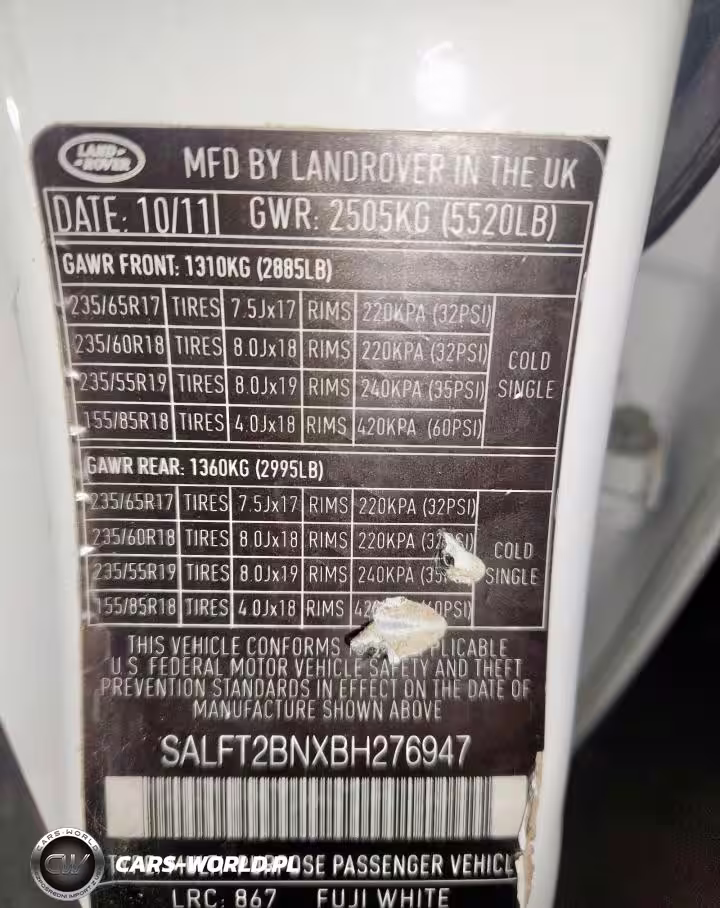 LAND-
-ROVER
MFD BY LANDROVER IN THE UK
DATE: 10/11 GWR: 2505KG (5520LB)
GAWR FRONT: 1310KG (2885LB)
235/65R17 TIRES 7.5Jx17 RIMS 220KPA (32PSI)
235/60R18 TIRES 8.0Jx18 RIMS 220KPA (32PSI)
COLD
235/55R19 TIRES 8.0Jx19 RIMS 240KPA (35PSI)
SINGLE
155/85R18 TIRES 4.0Jx18 RIMS 420KPA (60PSI)
GAWR REAR: 1360KG (2995LB)
235/65R17 TIRES 7.5Jx17 RIMS 220KPA (32PSI)
235/60R18 TIRES 8.0Jx18 RIMS 220KPA
COLD
235/55R19 TIRES 8.0Jx19 RIMS 240KPA
SINGLE
155/85R18 TIRES 4.0Jx18 RIMS
THIS VEHICLE CONFORMS
U.S. FEDERAL MOTOR VEHICLE SAFETY AND THEFT
PREVENTION STANDARDS IN EFFECT ON THE DATE OF
MANUFACTURE SHOWN ABOVE
SALFT2BNXBH276947
PASSENGER VEHICL
LRC: 867 FUJI WHITE
CARS-WORLD
CW
CARS-WORLD.PL